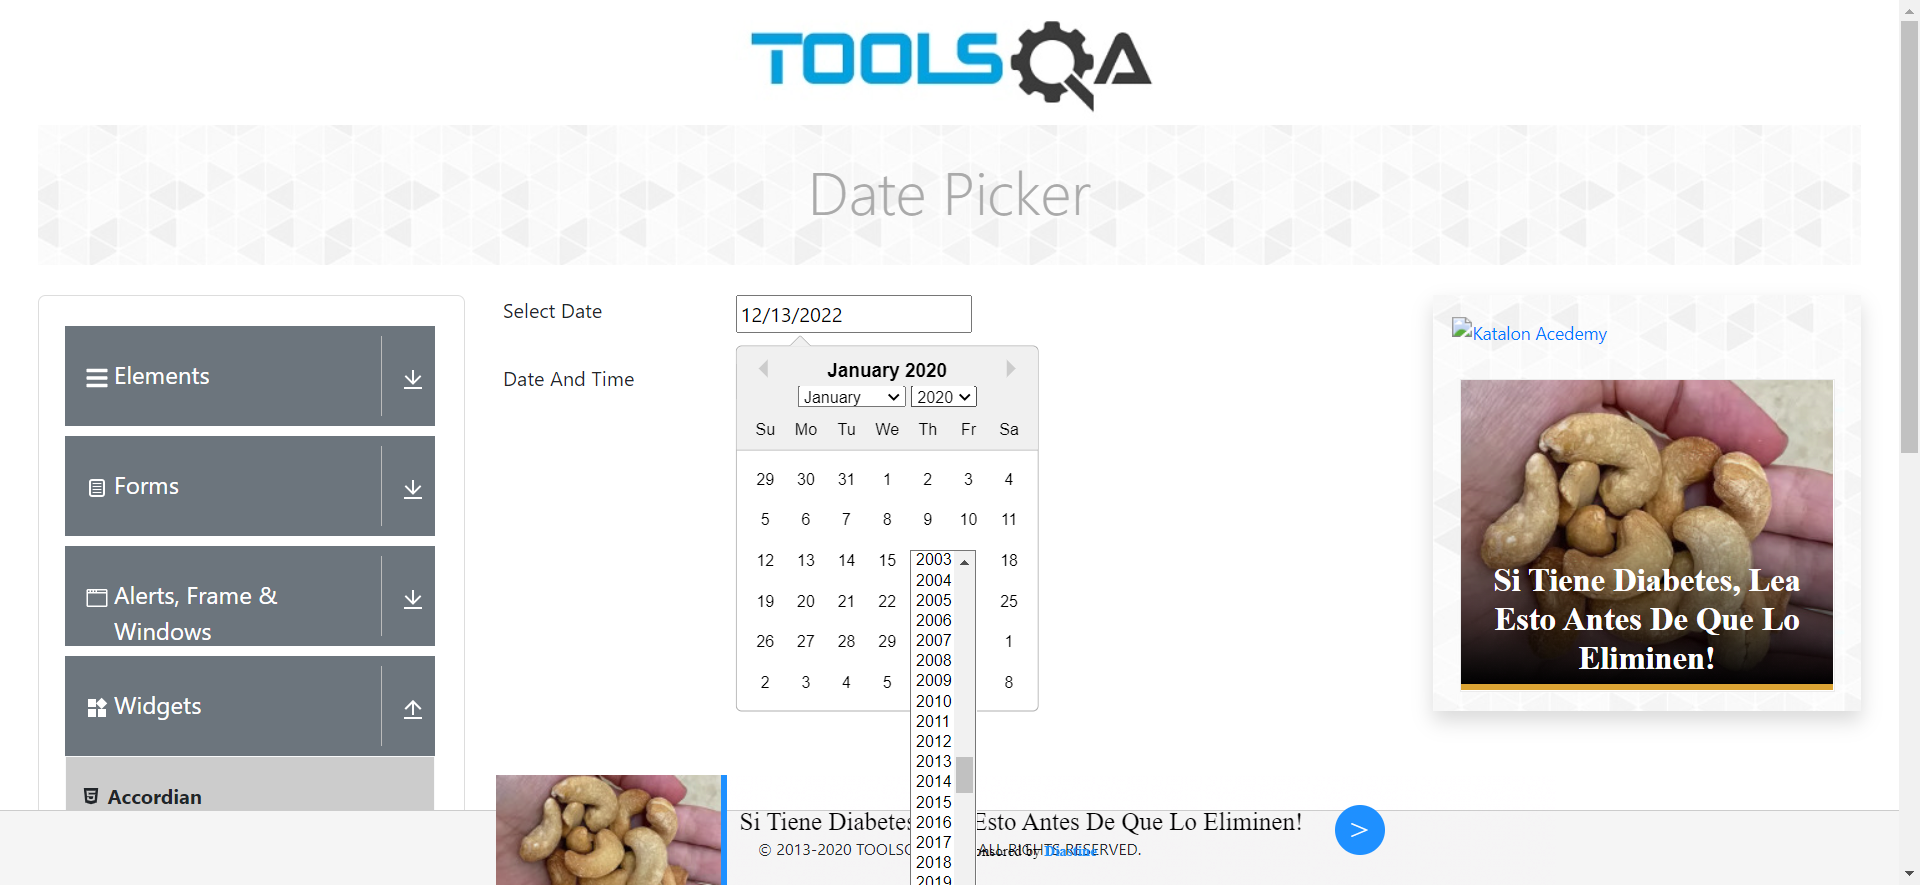 TOOLSQA
Date Picker
Elements
Forms
Alerts, Frame &
Windows
Widgets
Accordian
Select Date
12/13/2022
Date And Time
January 2020
January 2020
Su Mo Tu We Th Fr Sa
29 30 31 1 2 3 4
5 6 7 8 9 10 11
12 13 14 15 18
19 20 21 22 25
26 27 28 29 1
2 3 4 5 8
2003
2004
2005
2006
2007
2008
2009
2010
2011
2012
2013
2014
2015
2016
2017
2018
2019
Katalon Acedemy
Si Tiene Diabetes, Lea
Esto Antes De Que Lo
Eliminen!
Si Tiene Diabetes Esto Antes De Que Lo Eliminen!
>
© 2013-2020 TOOLSQ ALL RIGHTS RESERVED.